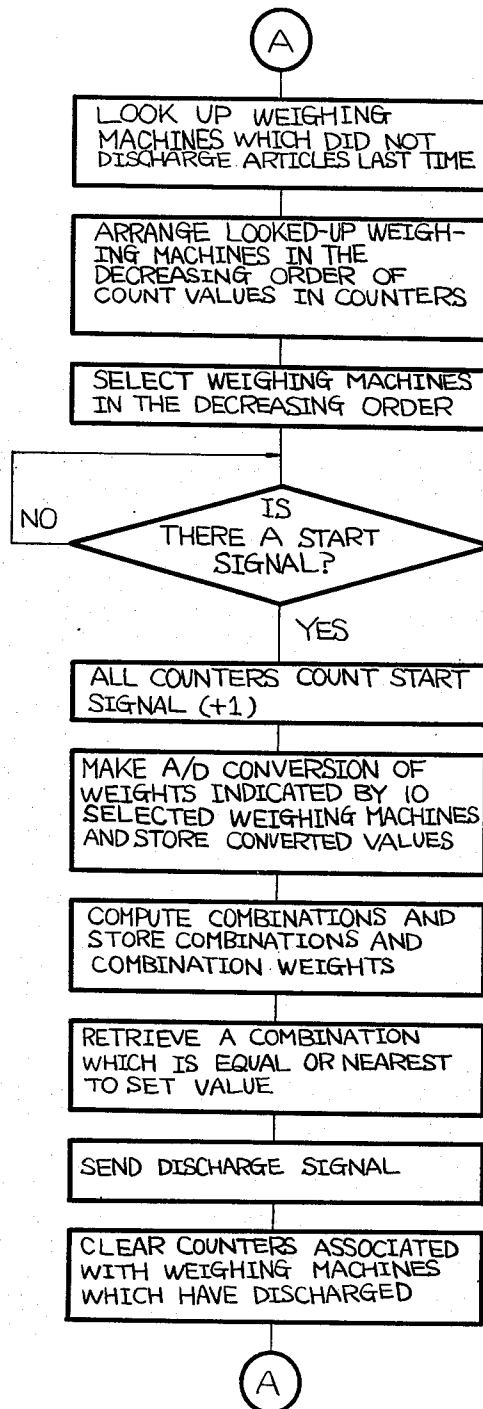 A
LOOK UP WEIGHING
MACHINES WHICH DID NOT
DISCHARGE ARTICLES LAST TIME
ARRANGE LOOKED-UP WEIGH-
ING MACHINES IN THE
DECREASING ORDER OF
COUNT VALUES IN COUNTERS
SELECT WEIGHING MACHINES
IN THE DECREASING ORDER
IS
THERE A START
SIGNAL?
NO
YES
ALL COUNTERS COUNT START
SIGNAL (+1)
MAKE A/D CONVERSION OF
WEIGHTS INDICATED BY 10
SELECTED WEIGHING MACHINES
AND STORE CONVERTED VALUES
COMPUTE COMBINATIONS AND
STORE COMBINATIONS AND
COMBINATION WEIGHTS
RETRIEVE A COMBINATION
WHICH IS EQUAL OR NEAREST
TO SET VALUE
SEND DISCHARGE SIGNAL
CLEAR COUNTERS ASSOCIATED
WITH WEIGHING MACHINES
WHICH HAVE DISCHARGED
A